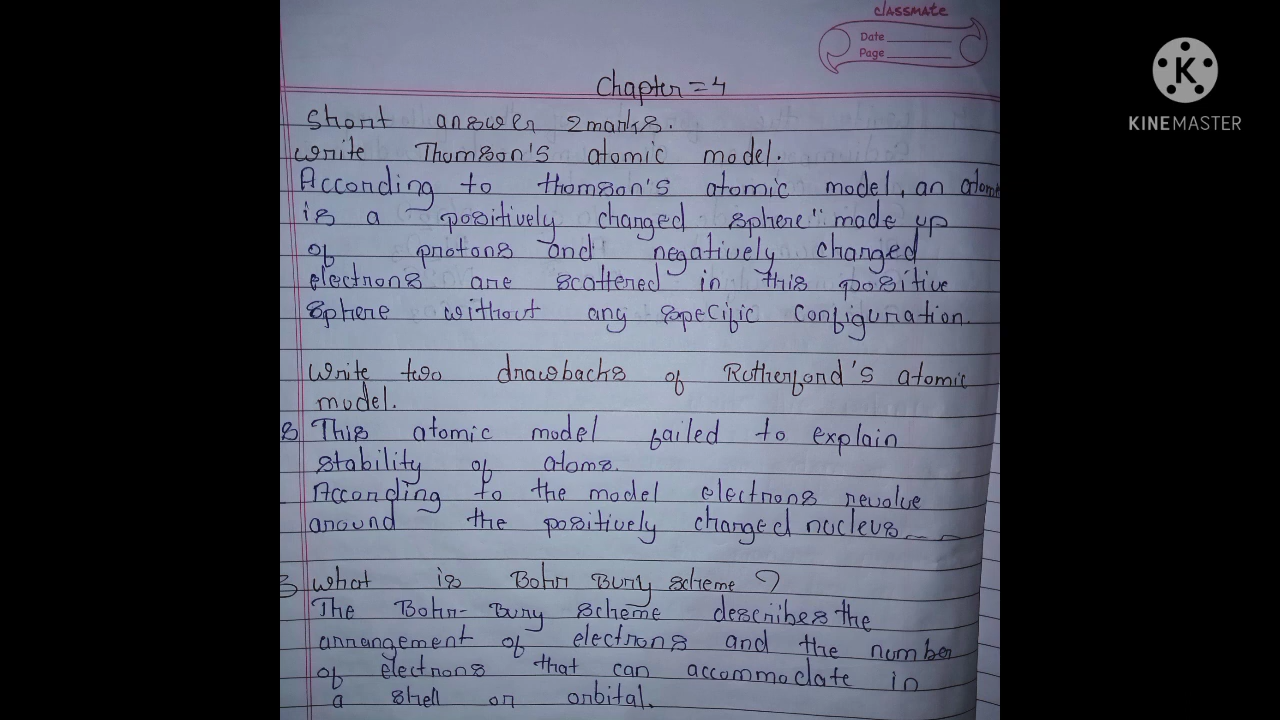 classmate
Date
Page
Chapter = 4
Short answer 2 marks.
Write Thomson's atomic model.
According to thomson's atomic model, an atom
is a positively charged sphere" made up
of protons and negatively charged
electrons are scattered in this positive
sphere without any specific configuration.
Write two drawbacks of Rutherford's atomic
model.
This atomic model failed to explain
stability of atoms.
According to the model electrons revolve
around the positively charged nucleus
3 What is Bohr Bury scheme ?
The Bohr-Bury scheme describes the
arrangement of electrons and the number
of electrons that can accommodate in
a shell or orbital.
KINEMASTER